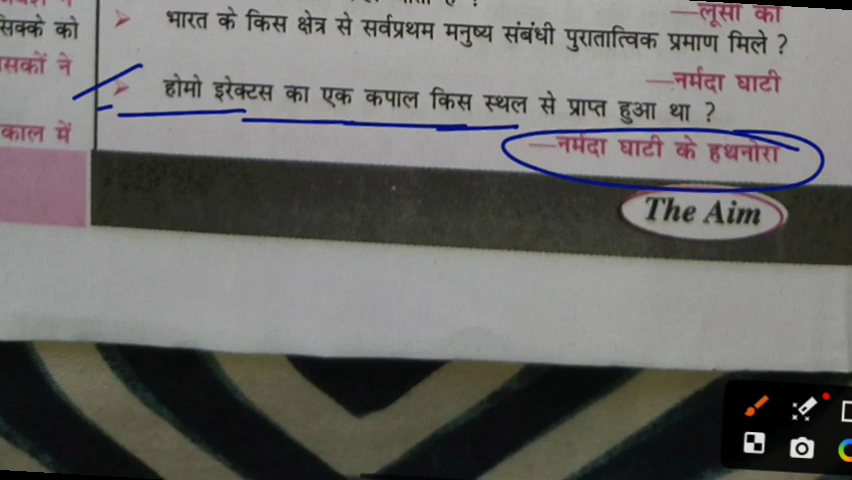 —लूसी का
सिक्के को
भारत के किस क्षेत्र से सर्वप्रथम मनुष्य संबंधी पुरातात्विक प्रमाण मिले ?
सकों ने
—नर्मदा घाटी
होमो इरेक्टस का एक कपाल किस स्थल से प्राप्त हुआ था ?
काल में
—नर्मदा घाटी के हथनोरा
The Aim